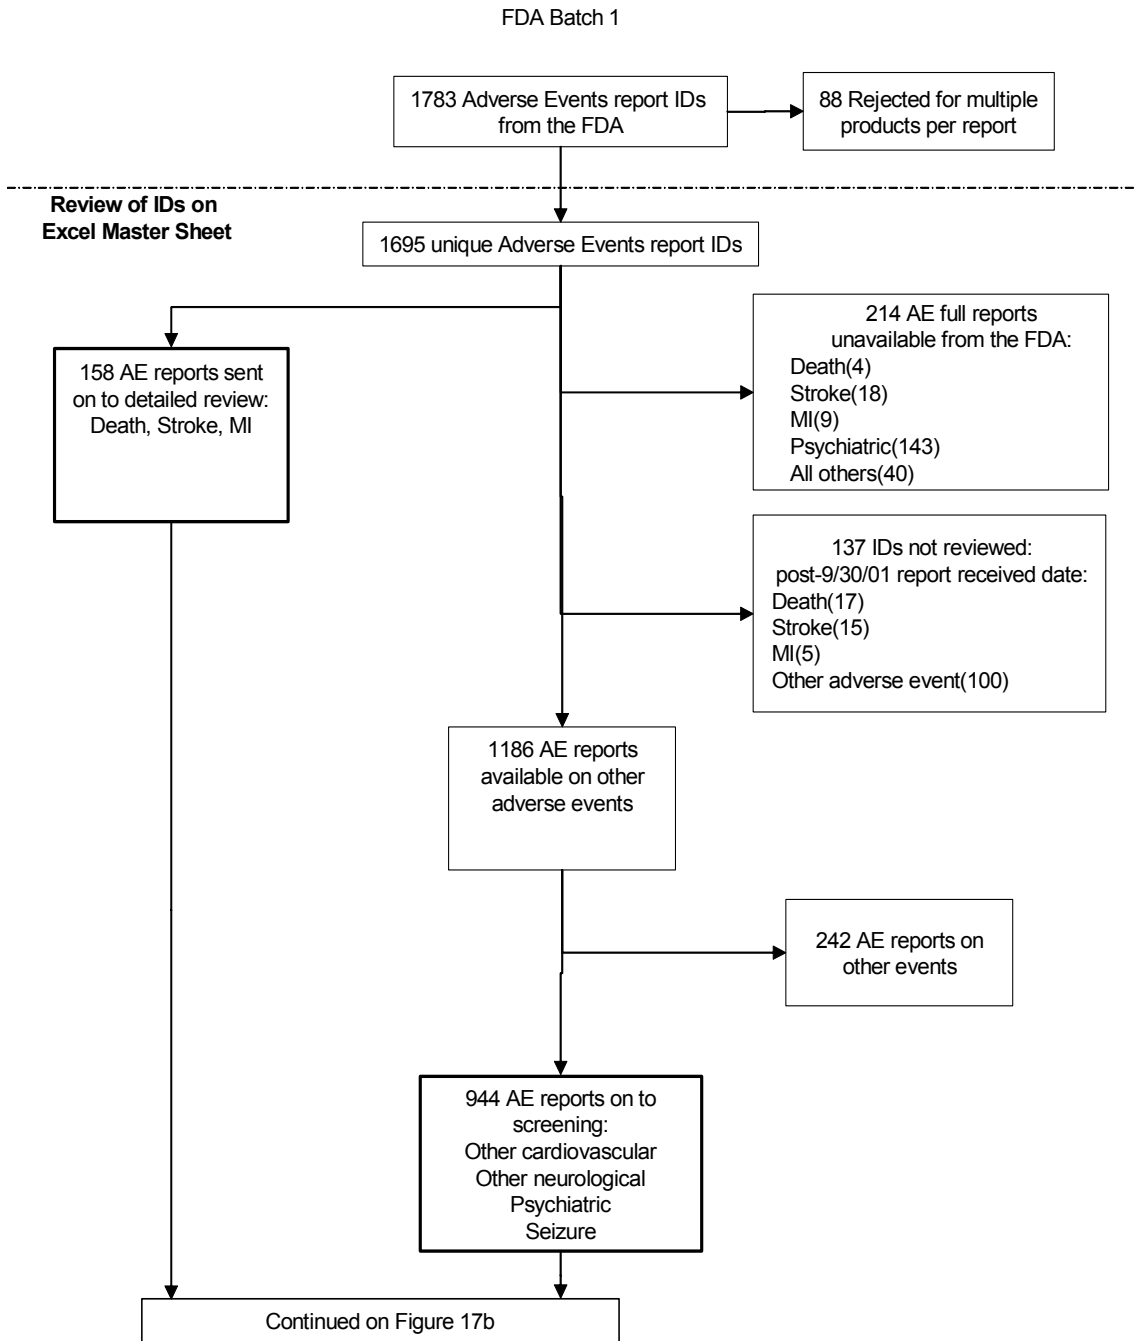 FDA Batch 1
1783 Adverse Events report IDs
from the FDA
88 Rejected for multiple
products per report
Review of IDs on
Excel Master Sheet
1695 unique Adverse Events report IDs
158 AE reports sent
on to detailed review:
Death, Stroke, MI
214 AE full reports
unavailable from the FDA:
Death(4)
Stroke(18)
MI(9)
Psychiatric(143)
All others(40)
137 IDs not reviewed:
post-9/30/01 report received date:
Death(17)
Stroke(15)
MI(5)
Other adverse event(100)
1186 AE reports
available on other
adverse events
242 AE reports on
other events
944 AE reports on to
screening:
Other cardiovascular
Other neurological
Psychiatric
Seizure
Continued on Figure 17b